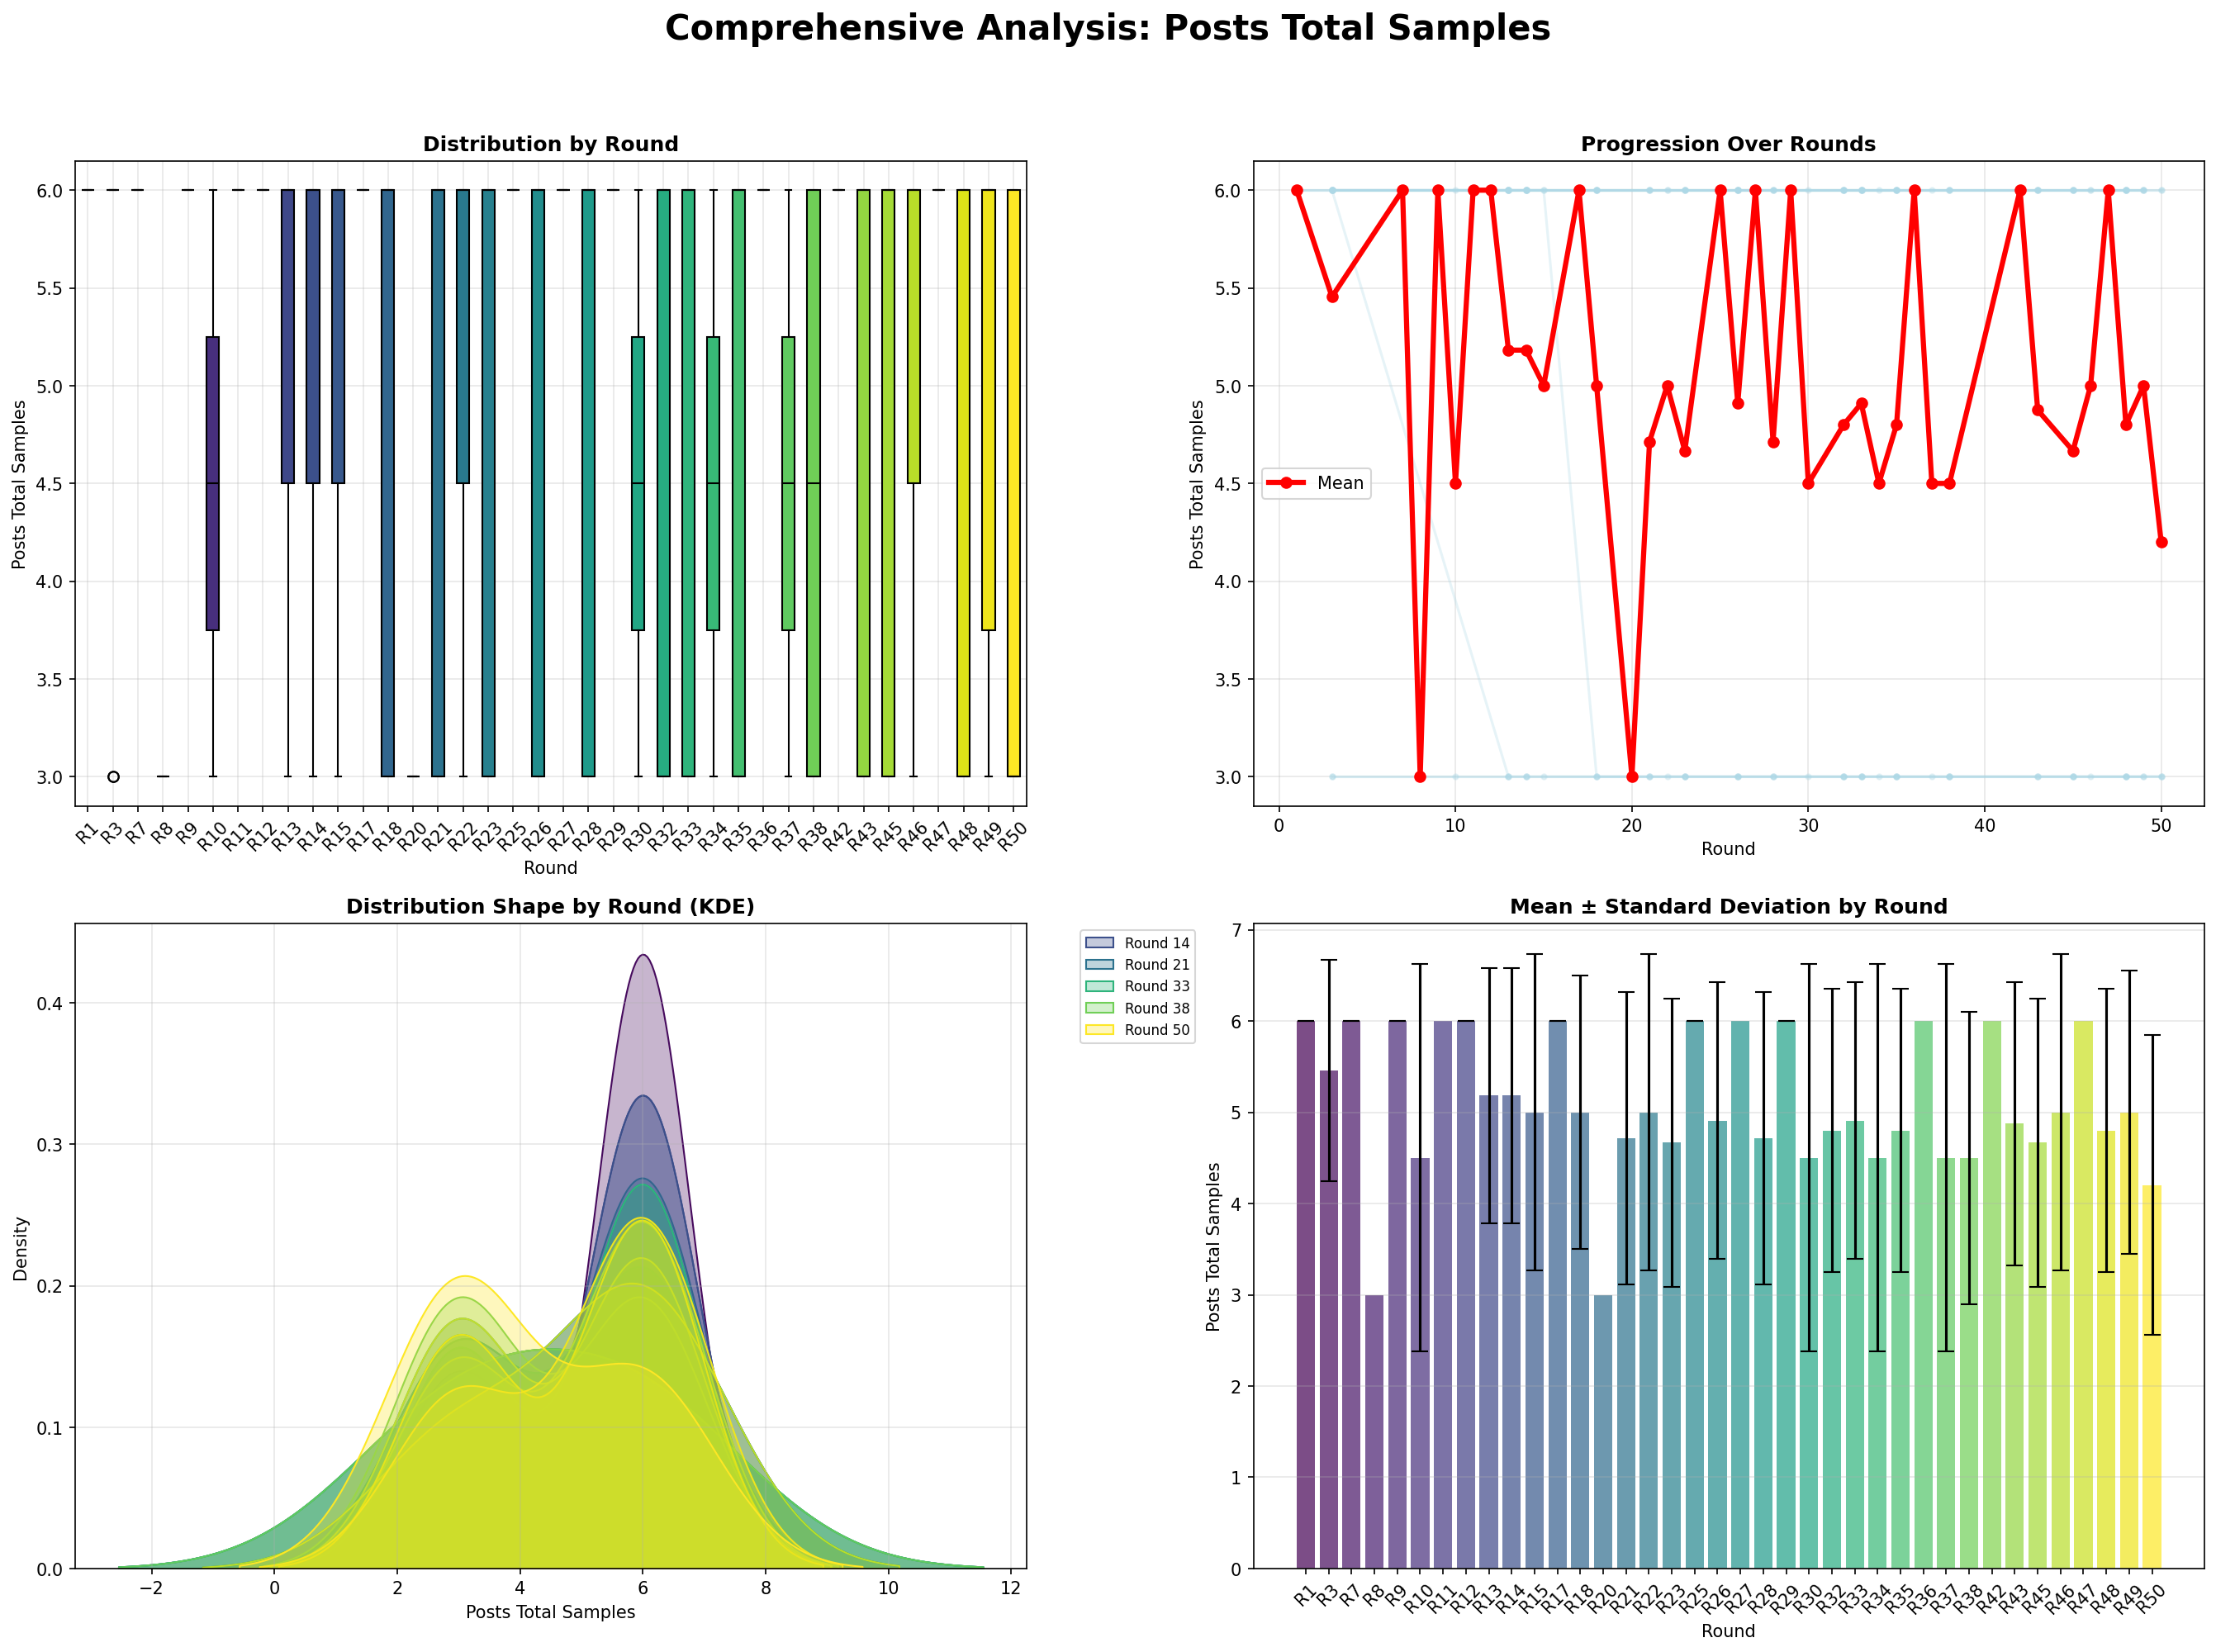 Comprehensive Analysis: Posts Total Samples
Distribution by Round
Posts Total Samples
6.0
5.5
5.0
4.5
4.0
3.5
3.0
R1 R3 R7 R8 R9 R10 R11 R12 R13 R14 R15 R17 R18 R20 R21 R22 R23 R25 R26 R27 R28 R29 R30 R32 R33 R34 R35 R36 R37 R38 R42 R43 R45 R46 R47 R48 R49 R50
Round
Progression Over Rounds
Posts Total Samples
6.0
5.5
5.0
4.5
4.0
3.5
3.0
Mean
0 10 20 30 40 50
Round
Distribution Shape by Round (KDE)
Density
0.4
0.3
0.2
0.1
0.0
−2 0 2 4 6 8 10 12
Posts Total Samples
Round 14
Round 21
Round 33
Round 38
Round 50
Mean ± Standard Deviation by Round
Posts Total Samples
7
6
5
4
3
2
1
0
R1 R3 R7 R8 R9 R10 R11 R12 R13 R14 R15 R17 R18 R20 R21 R22 R23 R25 R26 R27 R28 R29 R30 R32 R33 R34 R35 R36 R37 R38 R42 R43 R45 R46 R47 R48 R49 R50
Round